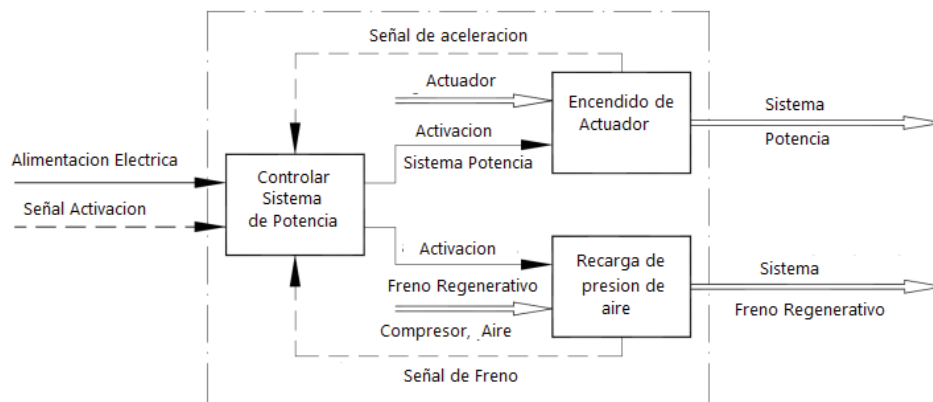 Señal de aceleracion
Actuador
Encendido de
Actuador
Sistema
Potencia
Activacion
Sistema Potencia
Alimentacion Electrica
Señal Activacion
Controlar
Sistema
de Potencia
Activacion
Freno Regenerativo
Compresor, Aire
Recarga de
presion de
aire
Sistema
Freno Regenerativo
Señal de Freno